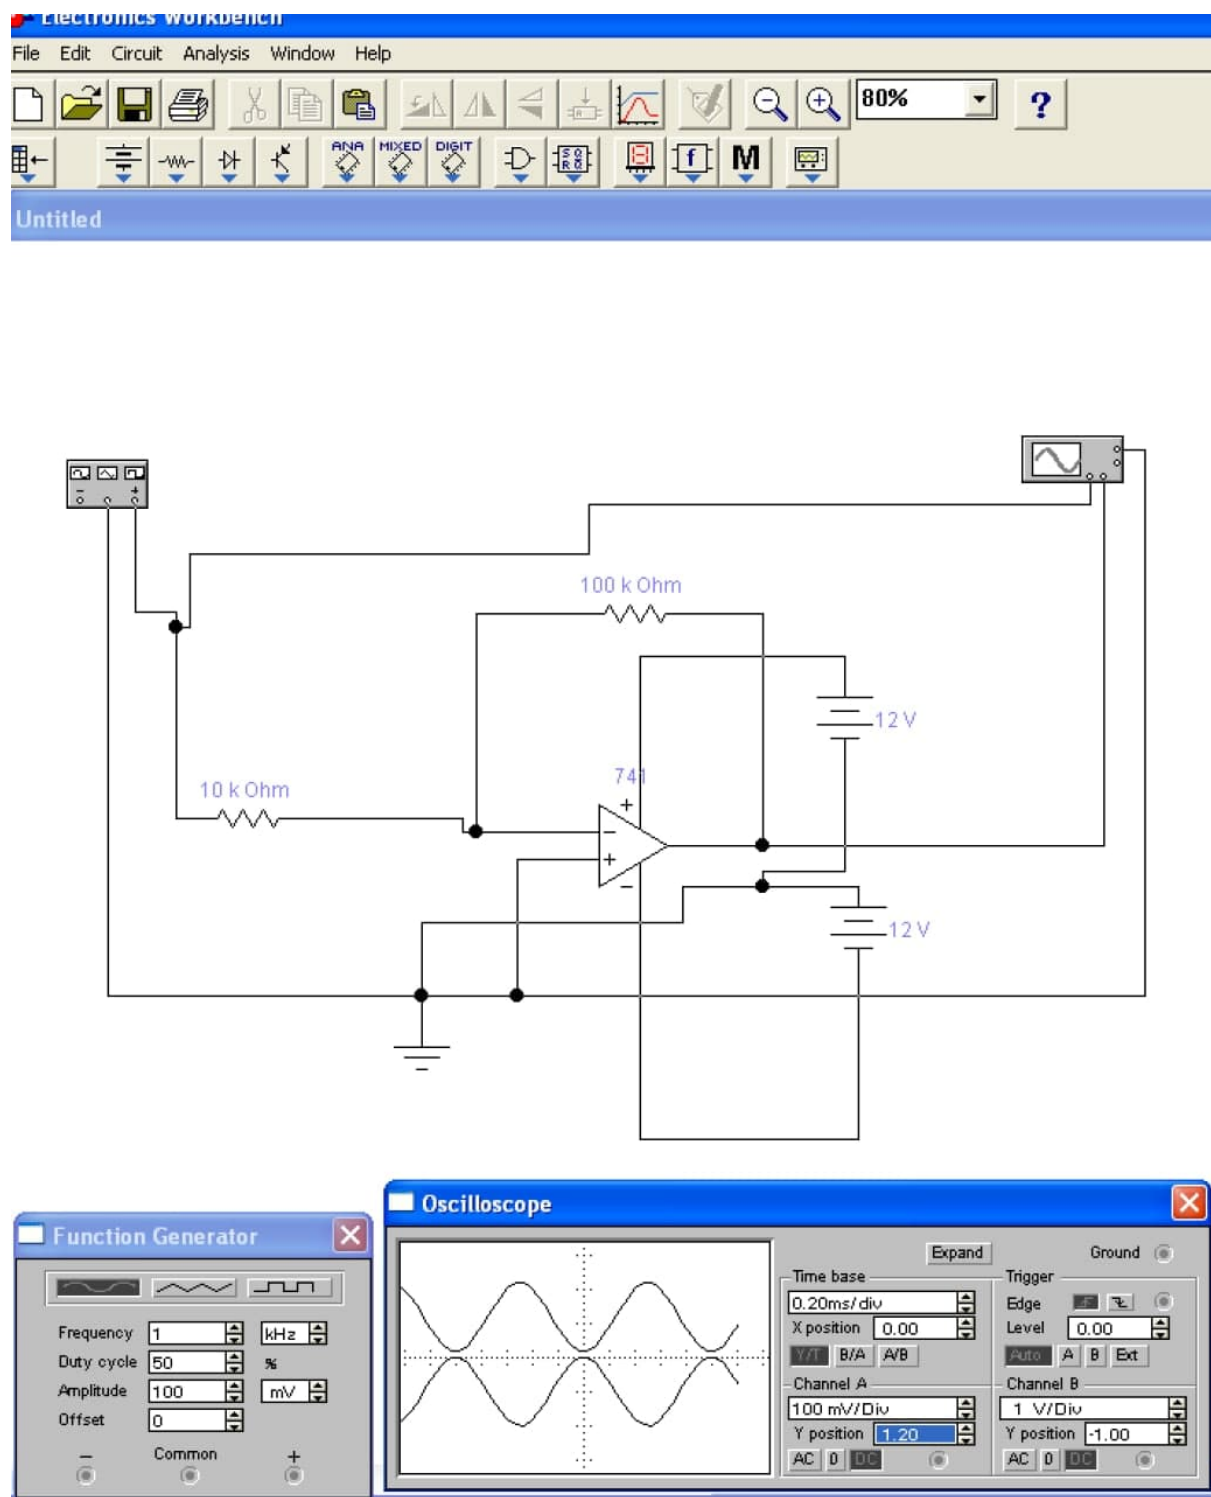 Electronics Workbench
File Edit Circuit Analysis Window Help
80% ?
ANA MIXED DIGIT
S Q
R Q
f M
Untitled
100 k Ohm
12 V
741
10 k Ohm
+
−
+
−
12 V
− +
Function Generator
Frequency 1 kHz
Duty cycle 50 %
Amplitude 100 mV
Offset 0
− Common +
Oscilloscope
Expand Ground
Time base
0.20ms/div
X position 0.00
Y/T B/A A/B
Trigger
Edge
Level 0.00
Auto A B Ext
Channel A
100 mV/Div
Y position 1.20
AC 0 DC
Channel B
1 V/Div
Y position -1.00
AC 0 DC